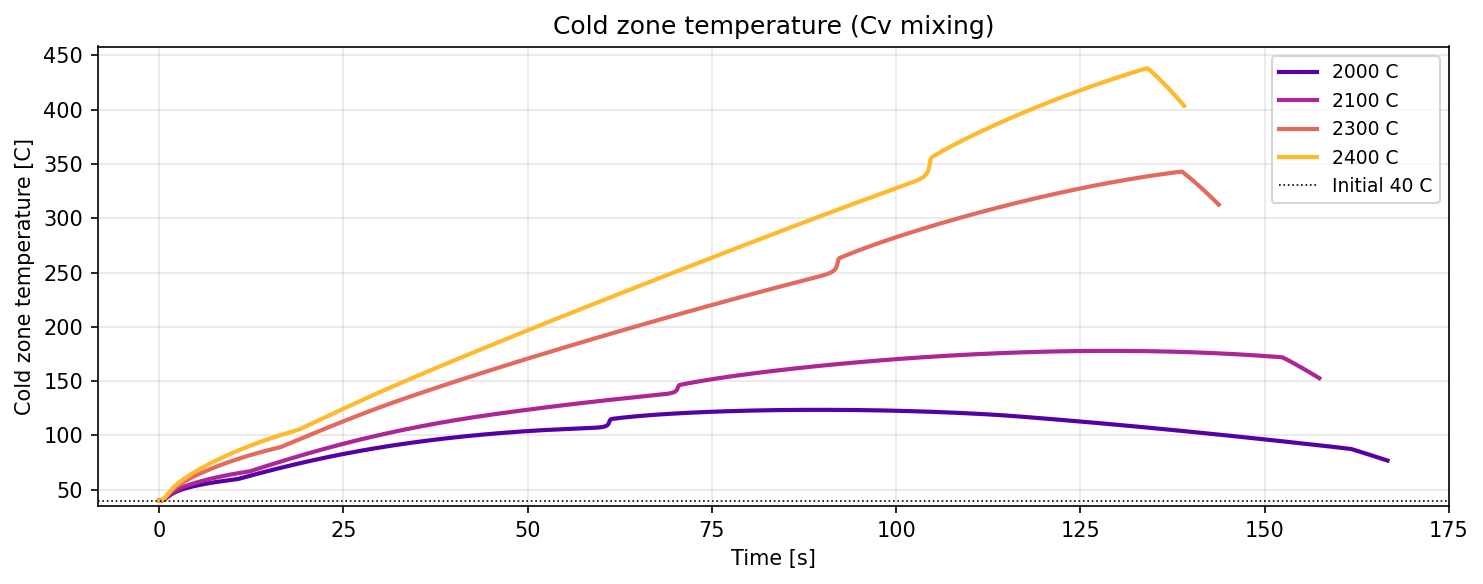 Cold zone temperature (Cv mixing)
Cold zone temperature [C]
450
400
350
300
250
200
150
100
50
2000 C
2100 C
2300 C
2400 C
Initial 40 C
0
25
50
75
100
125
150
175
Time [s]